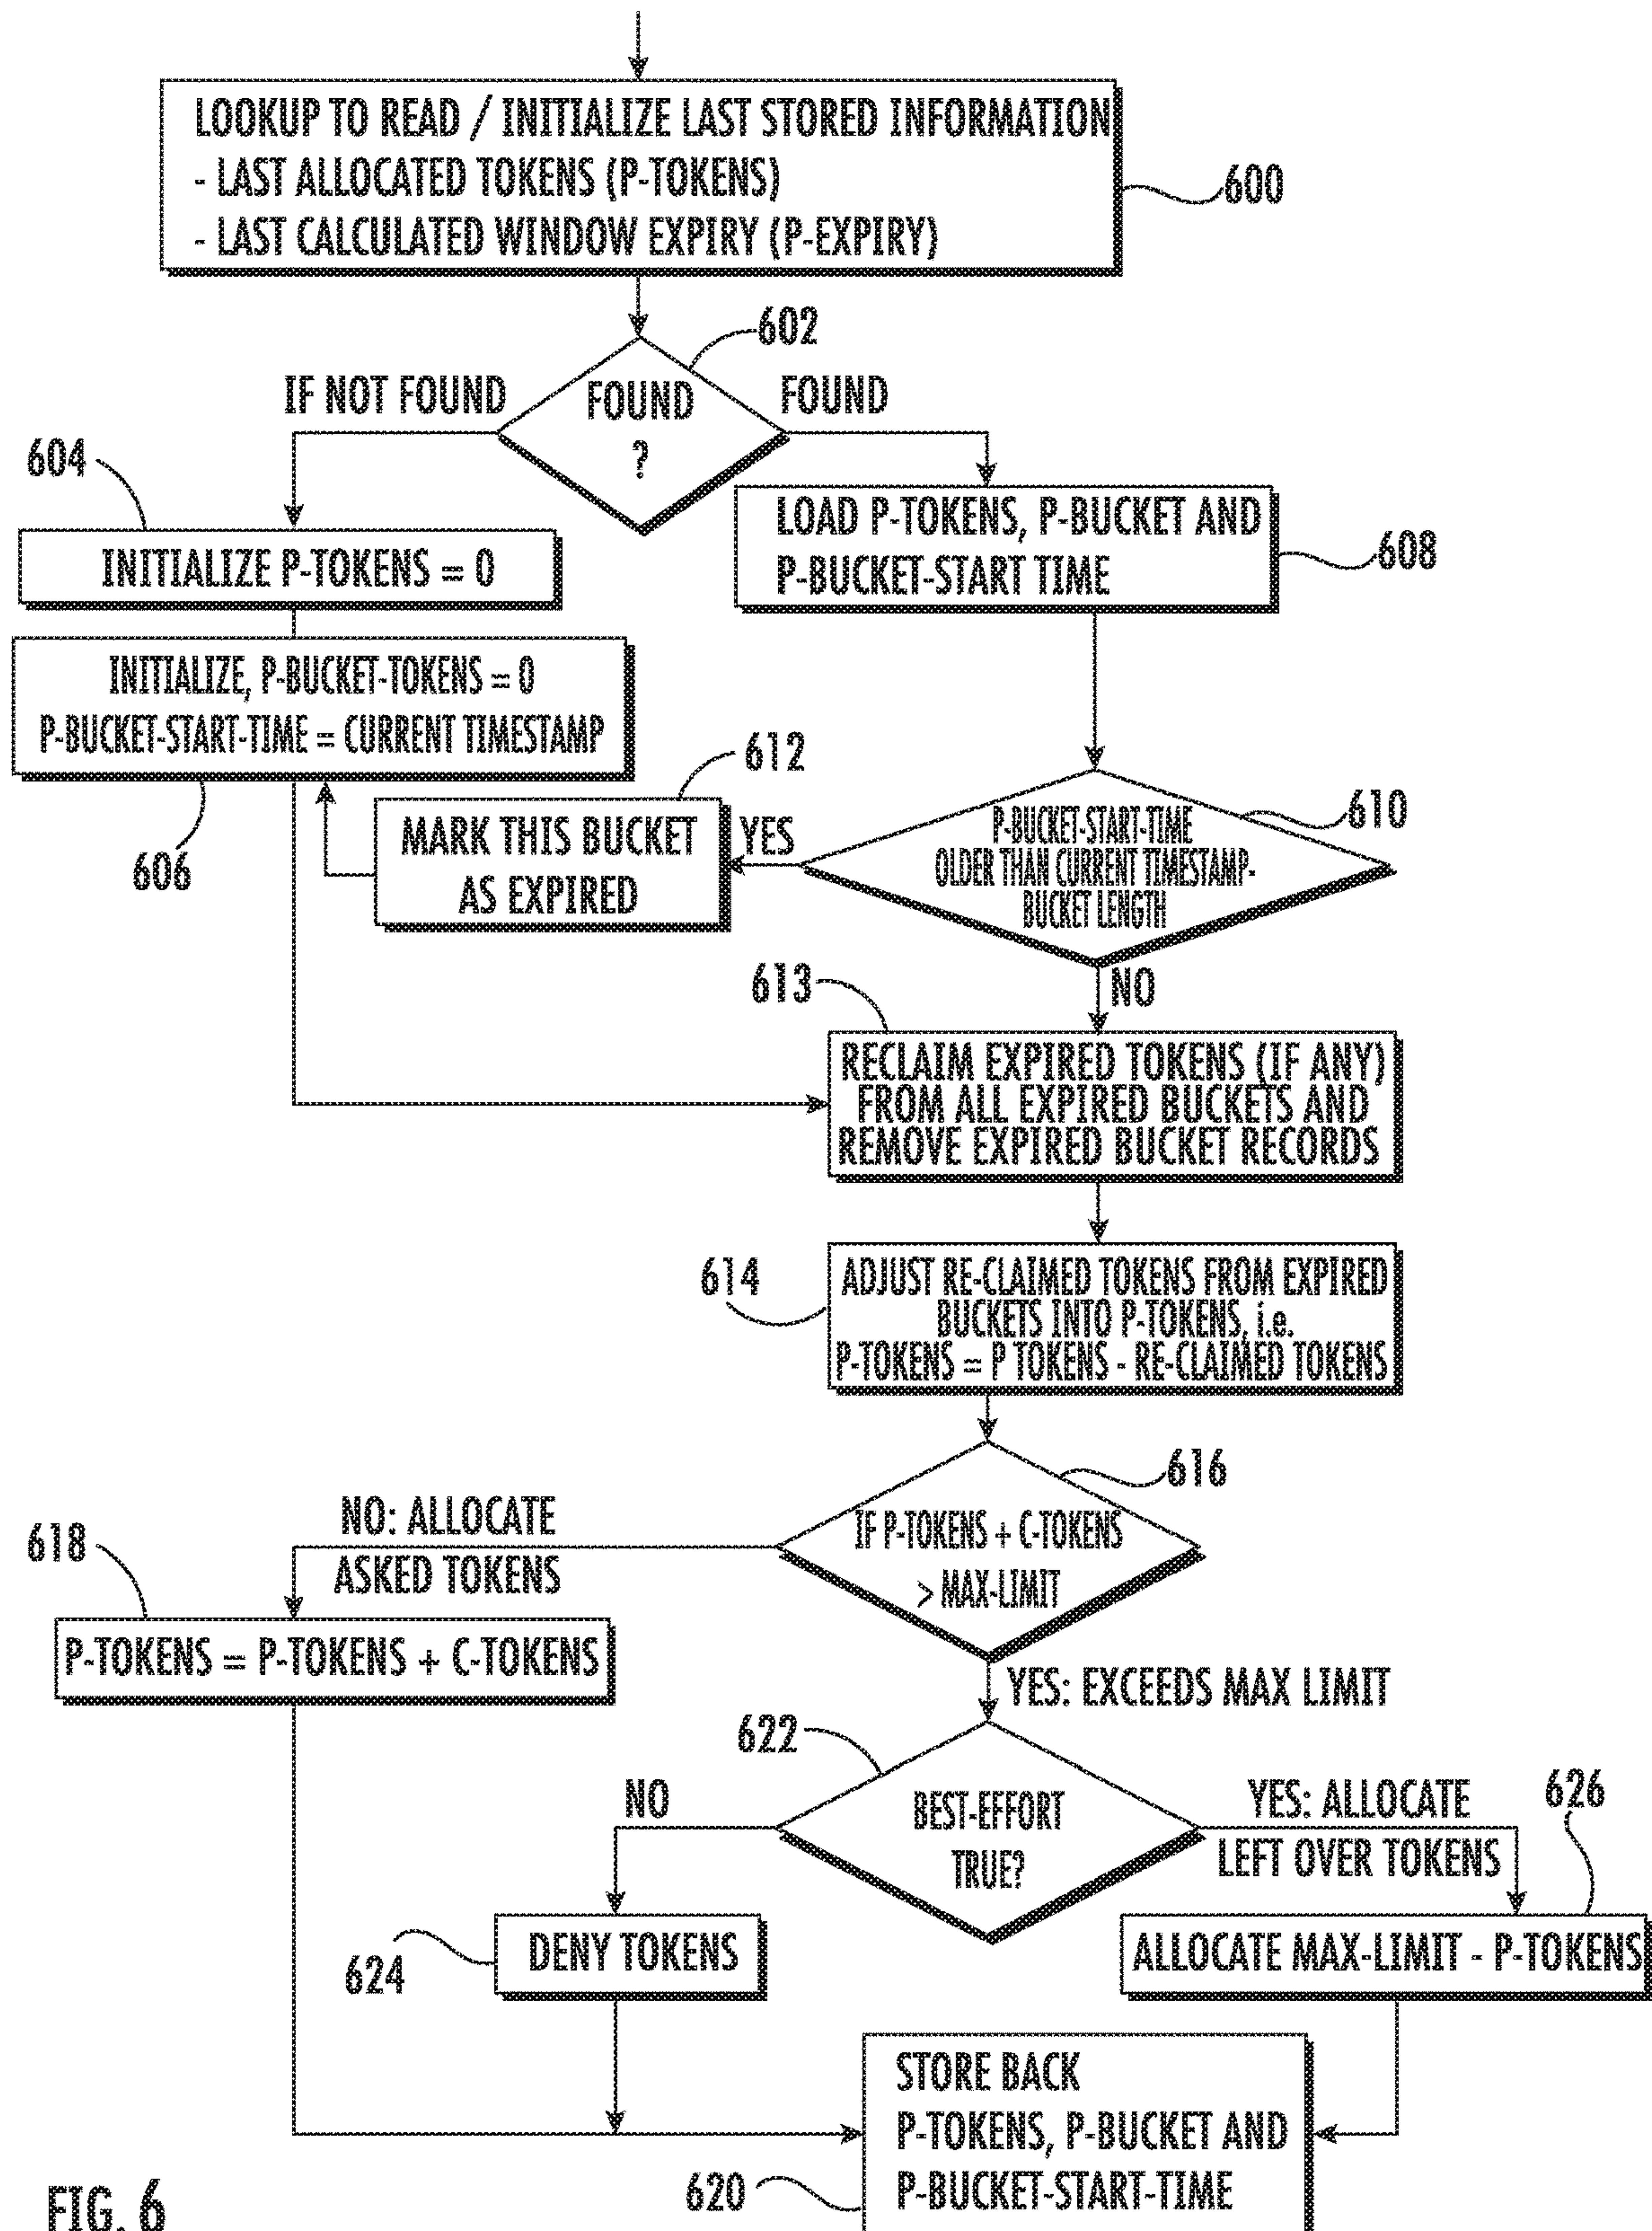 LOOKUP TO READ / INITIALIZE LAST STORED INFORMATION
- LAST ALLOCATED TOKENS (P-TOKENS)
- LAST CALCULATED WINDOW EXPIRY (P-EXPIRY)
600
602
IF NOT FOUND
FOUND
?
FOUND
604
INITIALIZE P-TOKENS = 0
LOAD P-TOKENS, P-BUCKET AND
P-BUCKET-START TIME
608
INITIALIZE, P-BUCKET-TOKENS = 0
P-BUCKET-START-TIME = CURRENT TIMESTAMP
606
612
MARK THIS BUCKET
AS EXPIRED
YES
P-BUCKET-START-TIME
OLDER THAN CURRENT TIMESTAMP-
BUCKET LENGTH
610
NO
613
RECLAIM EXPIRED TOKENS (IF ANY)
FROM ALL EXPIRED BUCKETS AND
REMOVE EXPIRED BUCKET RECORDS
614
ADJUST RE-CLAIMED TOKENS FROM EXPIRED
BUCKETS INTO P-TOKENS, i.e.
P-TOKENS = P TOKENS - RE-CLAIMED TOKENS
616
IF P-TOKENS + C-TOKENS
> MAX-LIMIT
NO: ALLOCATE
ASKED TOKENS
618
P-TOKENS = P-TOKENS + C-TOKENS
YES: EXCEEDS MAX LIMIT
622
BEST-EFFORT
TRUE?
NO
YES: ALLOCATE
LEFT OVER TOKENS
626
624
DENY TOKENS
ALLOCATE MAX-LIMIT - P-TOKENS
STORE BACK
P-TOKENS, P-BUCKET AND
P-BUCKET-START-TIME
620
FIG. 6